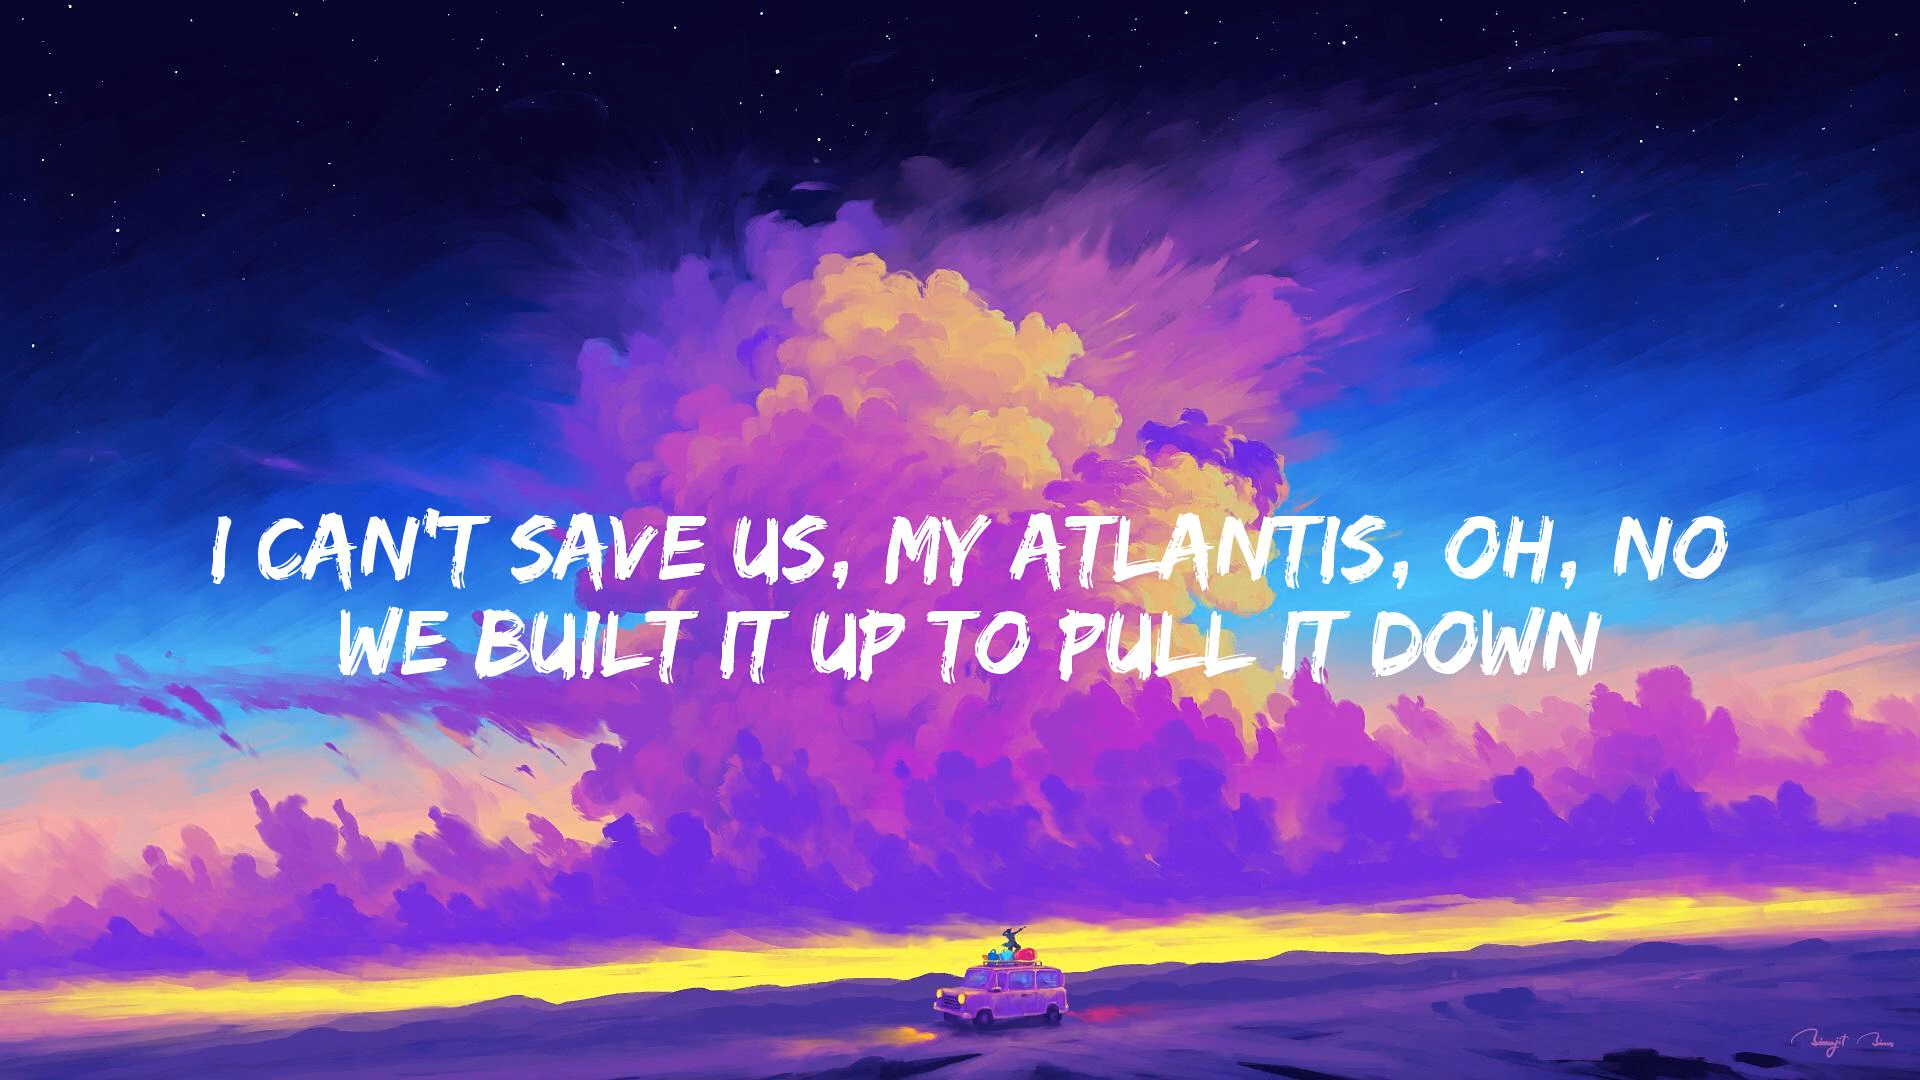 I CAN'T SAVE US, MY ATLANTIS, OH, NO
WE BUILT IT UP TO PULL IT DOWN